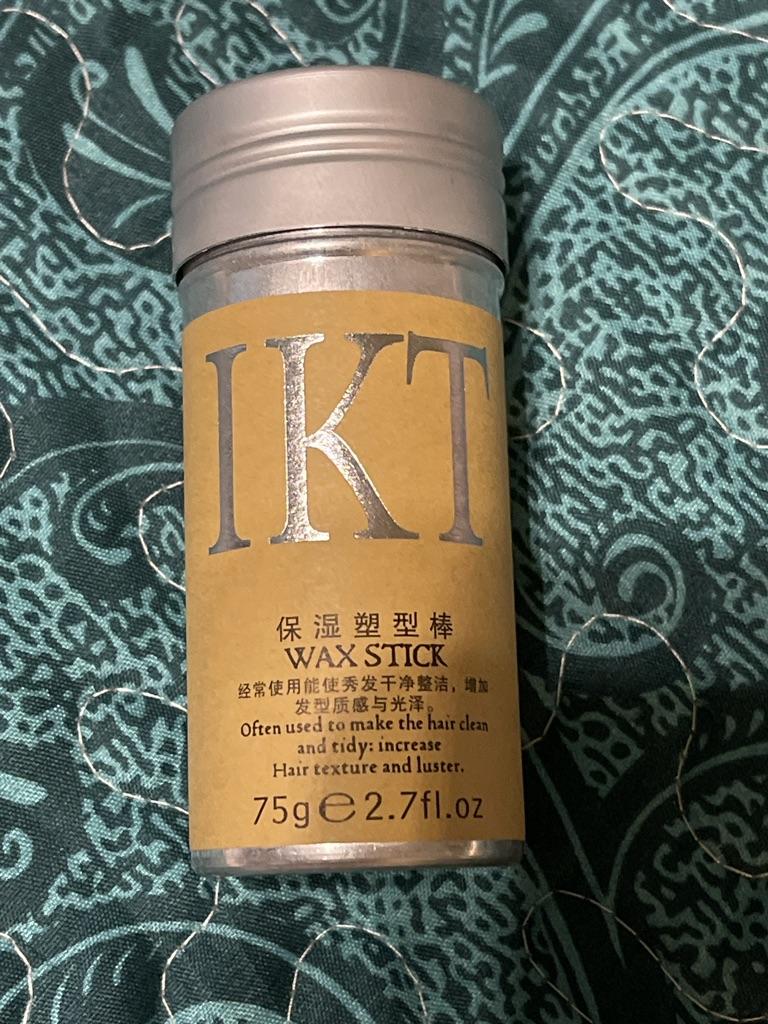 IKT
保湿塑型棒
WAX STICK
经常使用能使秀发干净整洁，增加
发型质感与光泽。
Often used to make the hair clean
and tidy: increase
Hair texture and luster.
75g℮2.7fl.oz